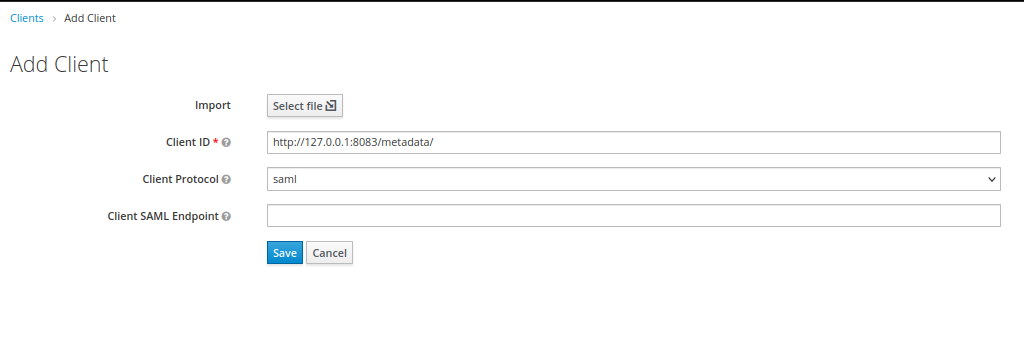 Clients > Add Client
Add Client
Import Select file
Client ID * http://127.0.0.1:8083/metadata/
Client Protocol saml
Client SAML Endpoint
Save Cancel